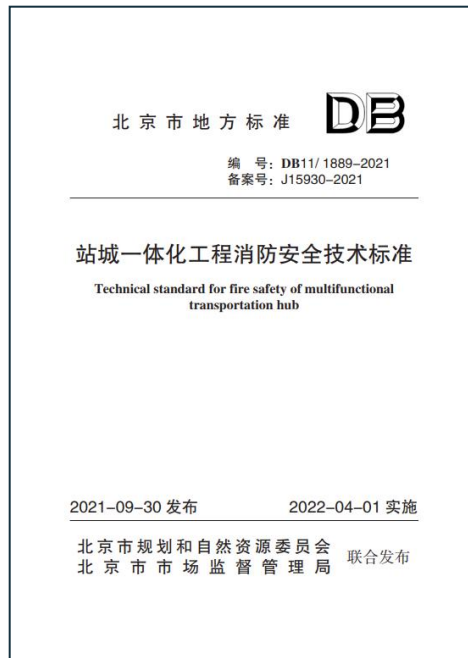 北京市地方标准
DB
编 号：DB11/ 1889-2021
备案号：J15930-2021
站城一体化工程消防安全技术标准
Technical standard for fire safety of multifunctional
transportation hub
2021-09-30 发布
2022-04-01 实施
北京市规划和自然资源委员会
北京市市场监督管理局
联合发布